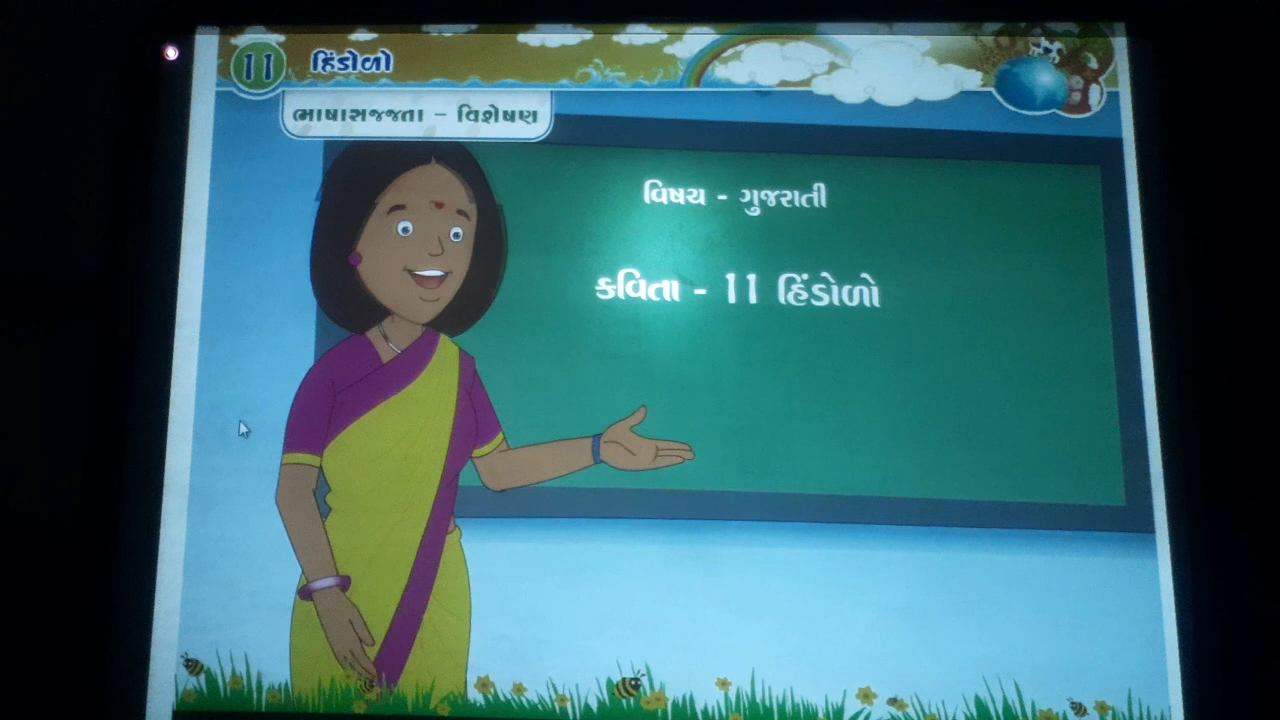 11 હિંડોળો
ભાષાસજ્જતા - વિશેષણ
વિષય - ગુજરાતી
કવિતા - 11 હિંડોળો